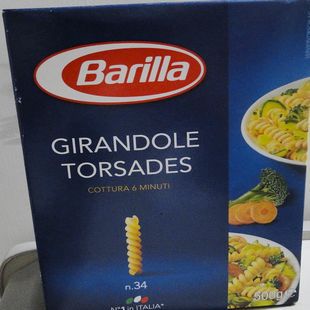 Barilla
GIRANDOLE
TORSADES
COTTURA 6 MINUTI
n.34
N°1 in ITALIA*
500g e